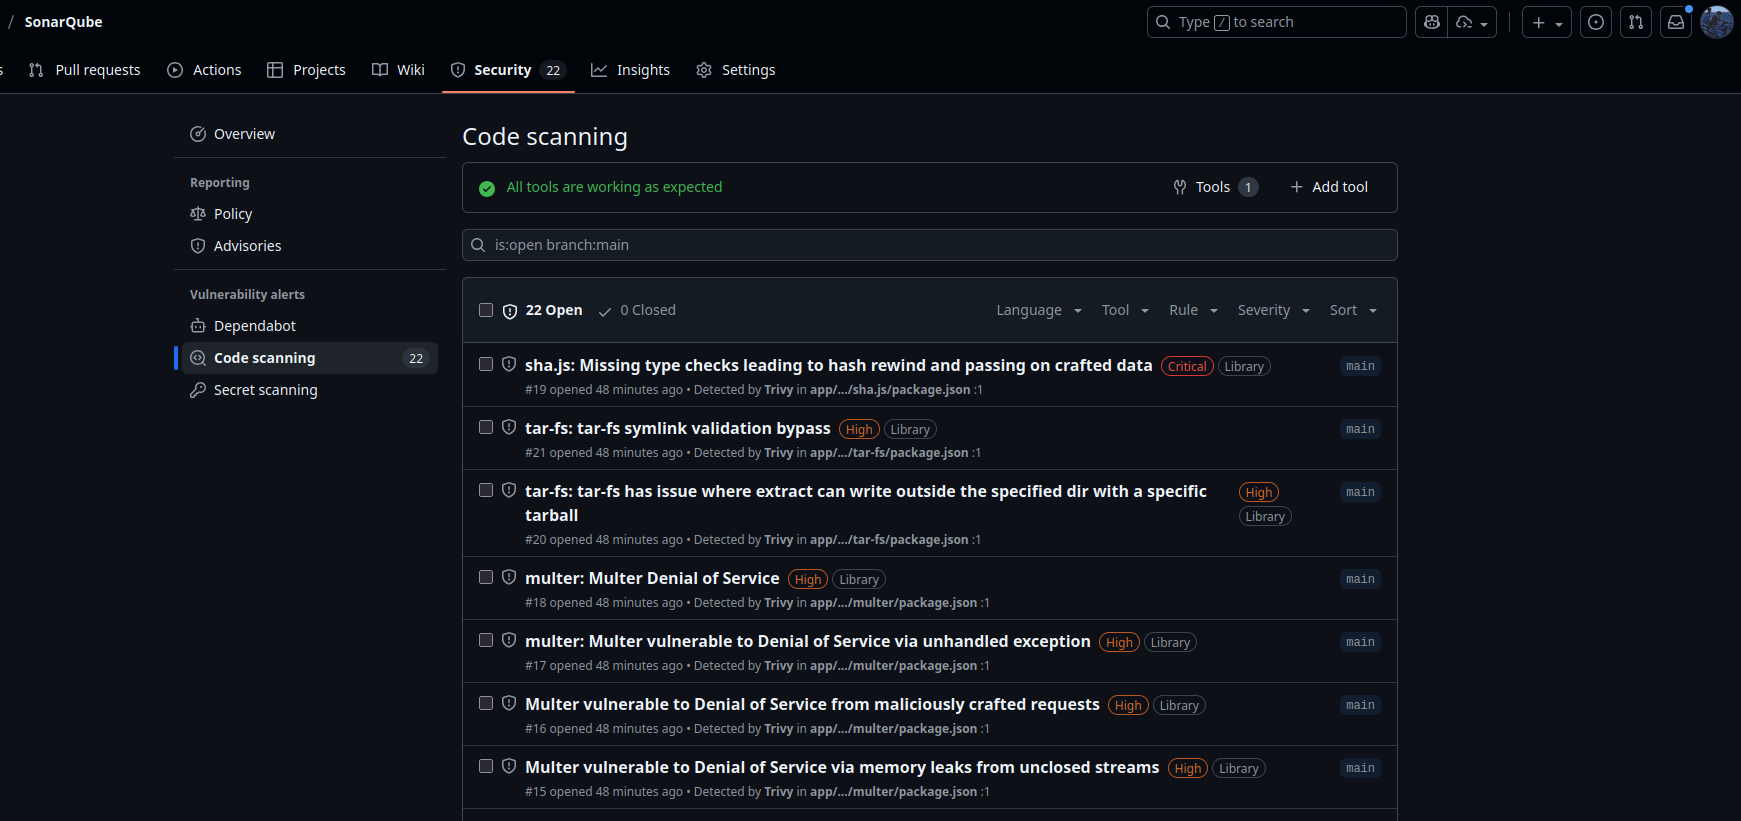 / SonarQube
Type / to search
s
Pull requests
Actions
Projects
Wiki
Security 22
Insights
Settings
Overview
Reporting
Policy
Advisories
Vulnerability alerts
Dependabot
Code scanning 22
Secret scanning
Code scanning
All tools are working as expected
Tools 1
Add tool
is:open branch:main
22 Open
0 Closed
Language
Tool
Rule
Severity
Sort
sha.js: Missing type checks leading to hash rewind and passing on crafted data Critical Library main
#19 opened 48 minutes ago • Detected by Trivy in app/.../sha.js/package.json :1
tar-fs: tar-fs symlink validation bypass High Library main
#21 opened 48 minutes ago • Detected by Trivy in app/.../tar-fs/package.json :1
tar-fs: tar-fs has issue where extract can write outside the specified dir with a specific High main
tarball Library
#20 opened 48 minutes ago • Detected by Trivy in app/.../tar-fs/package.json :1
multer: Multer Denial of Service High Library main
#18 opened 48 minutes ago • Detected by Trivy in app/.../multer/package.json :1
multer: Multer vulnerable to Denial of Service via unhandled exception High Library main
#17 opened 48 minutes ago • Detected by Trivy in app/.../multer/package.json :1
Multer vulnerable to Denial of Service from maliciously crafted requests High Library main
#16 opened 48 minutes ago • Detected by Trivy in app/.../multer/package.json :1
Multer vulnerable to Denial of Service via memory leaks from unclosed streams High Library main
#15 opened 48 minutes ago • Detected by Trivy in app/.../multer/package.json :1